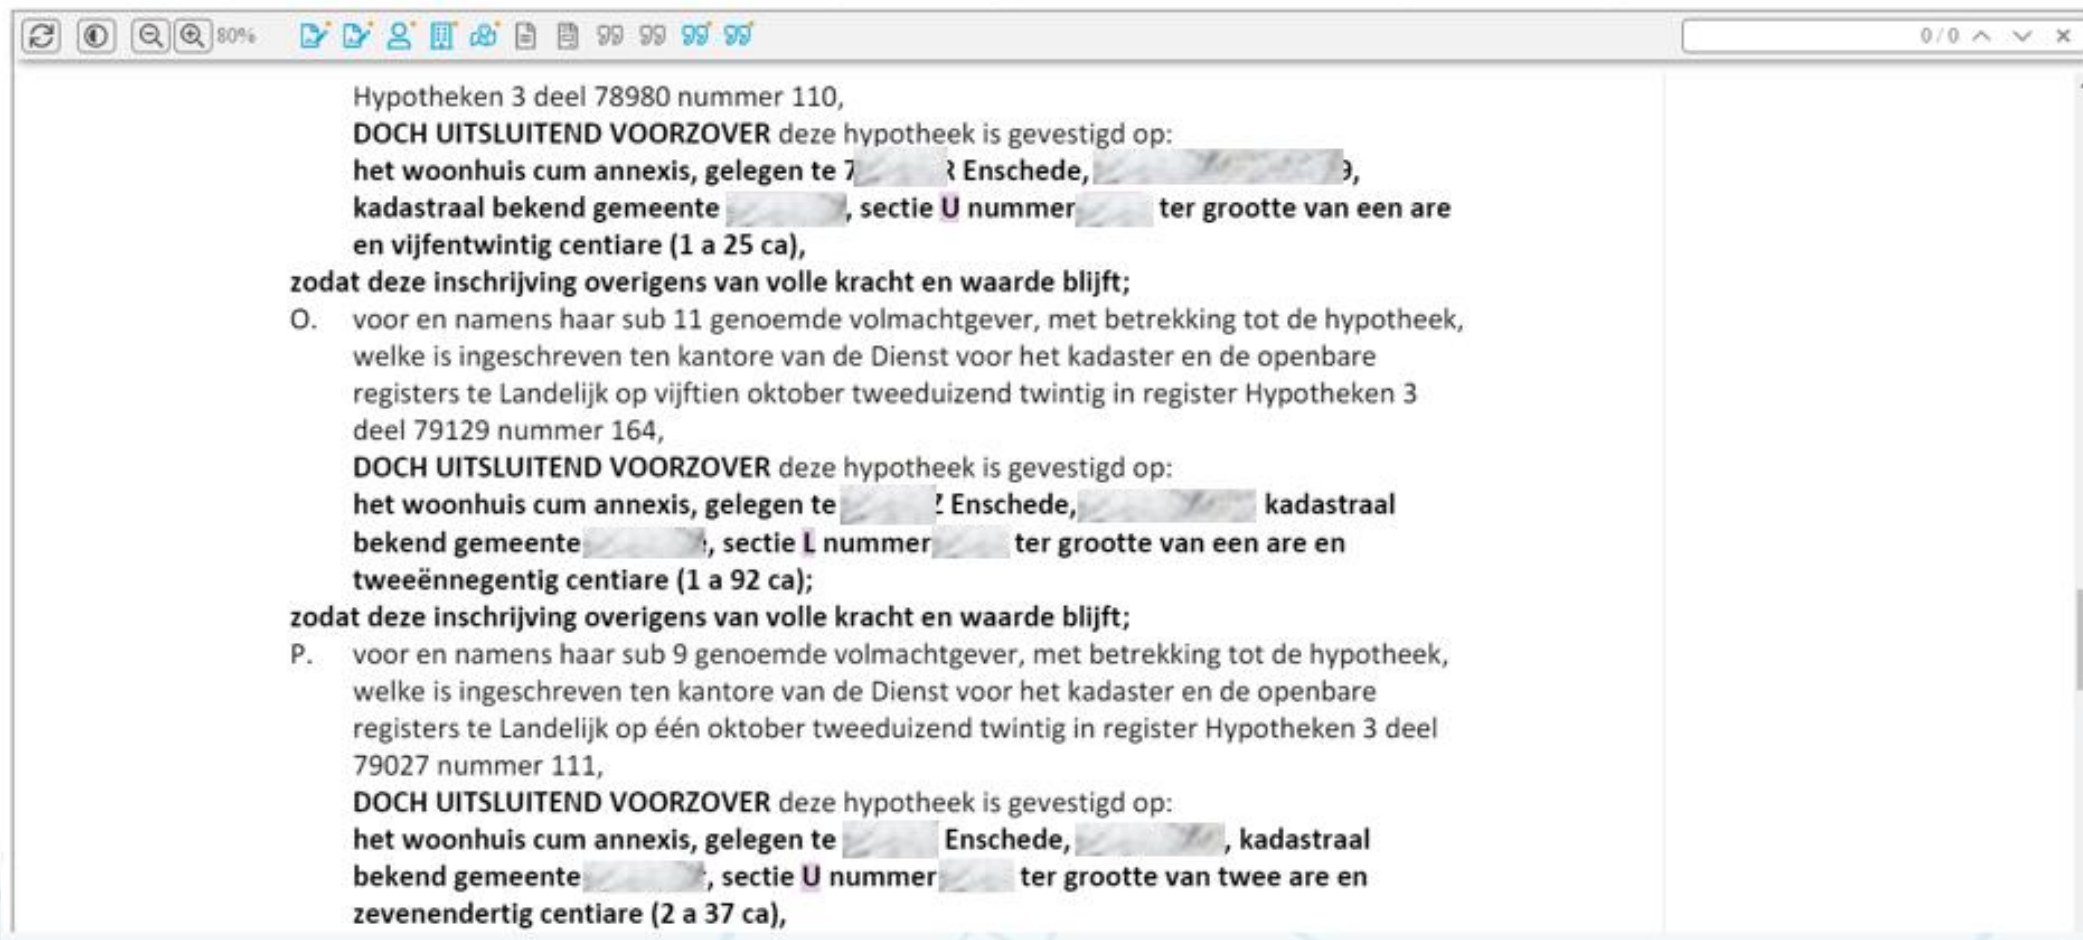 80%
0/0
Hypotheken 3 deel 78980 nummer 110,
DOCH UITSLUITEND VOORZOVER deze hypotheek is gevestigd op:
het woonhuis cum annexis, gelegen te 7 R Enschede, 9,
kadastraal bekend gemeente , sectie U nummer ter grootte van een are
en vijfentwintig centiare (1 a 25 ca),
zodat deze inschrijving overigens van volle kracht en waarde blijft;
O. voor en namens haar sub 11 genoemde volmachtgever, met betrekking tot de hypotheek,
welke is ingeschreven ten kantore van de Dienst voor het kadaster en de openbare
registers te Landelijk op vijftien oktober tweeduizend twintig in register Hypotheken 3
deel 79129 nummer 164,
DOCH UITSLUITEND VOORZOVER deze hypotheek is gevestigd op:
het woonhuis cum annexis, gelegen te Z Enschede, kadastraal
bekend gemeente , sectie L nummer ter grootte van een are en
tweeënnegentig centiare (1 a 92 ca);
zodat deze inschrijving overigens van volle kracht en waarde blijft;
P. voor en namens haar sub 9 genoemde volmachtgever, met betrekking tot de hypotheek,
welke is ingeschreven ten kantore van de Dienst voor het kadaster en de openbare
registers te Landelijk op één oktober tweeduizend twintig in register Hypotheken 3 deel
79027 nummer 111,
DOCH UITSLUITEND VOORZOVER deze hypotheek is gevestigd op:
het woonhuis cum annexis, gelegen te Enschede, , kadastraal
bekend gemeente , sectie U nummer ter grootte van twee are en
zevenendertig centiare (2 a 37 ca),